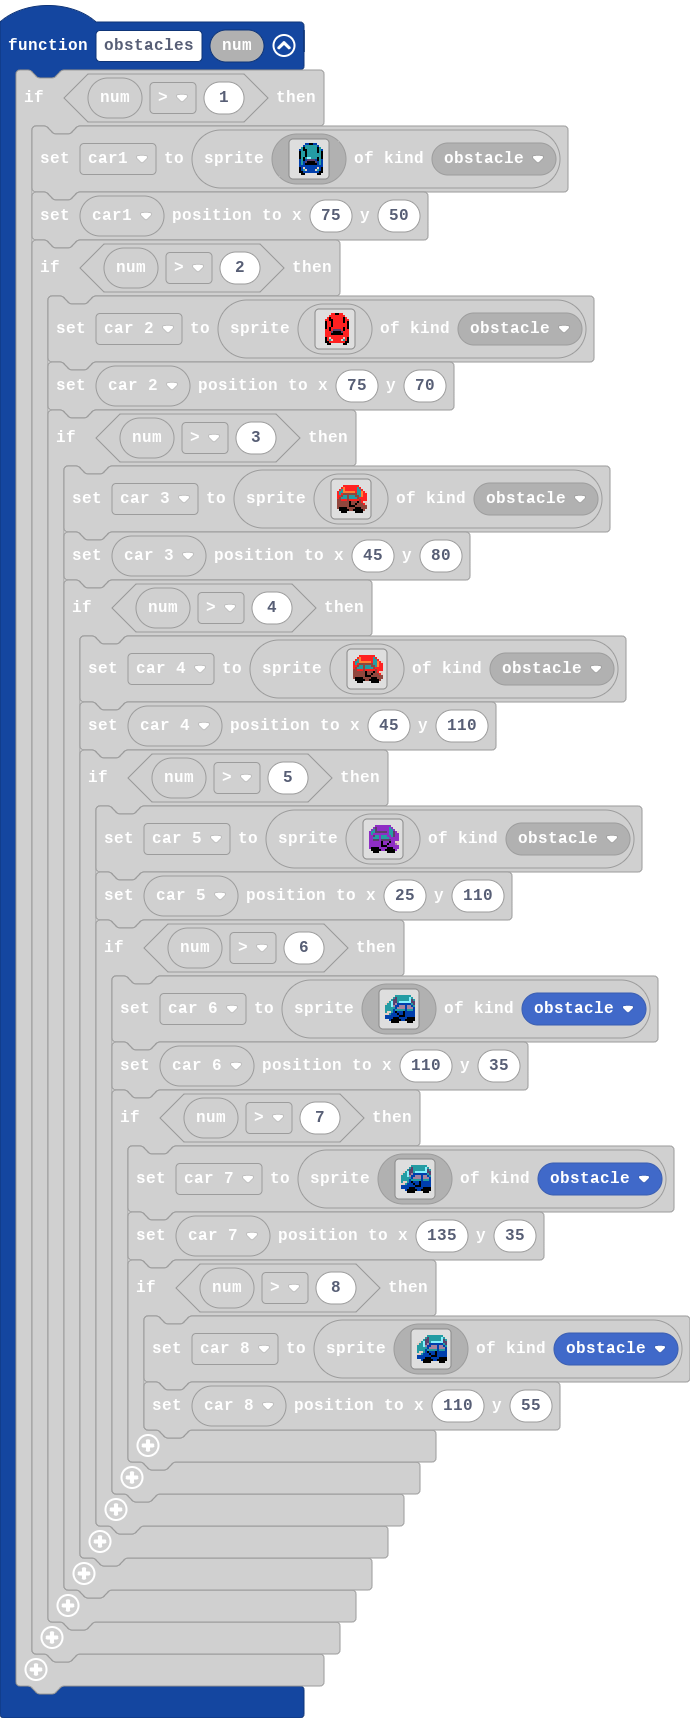 function obstacles num
if num > 1 then
set car1 to sprite of kind obstacle
set car1 position to x 75 y 50
if num > 2 then
set car 2 to sprite of kind obstacle
set car 2 position to x 75 y 70
if num > 3 then
set car 3 to sprite of kind obstacle
set car 3 position to x 45 y 80
if num > 4 then
set car 4 to sprite of kind obstacle
set car 4 position to x 45 y 110
if num > 5 then
set car 5 to sprite of kind obstacle
set car 5 position to x 25 y 110
if num > 6 then
set car 6 to sprite of kind obstacle
set car 6 position to x 110 y 35
if num > 7 then
set car 7 to sprite of kind obstacle
set car 7 position to x 135 y 35
if num > 8 then
set car 8 to sprite of kind obstacle
set car 8 position to x 110 y 55